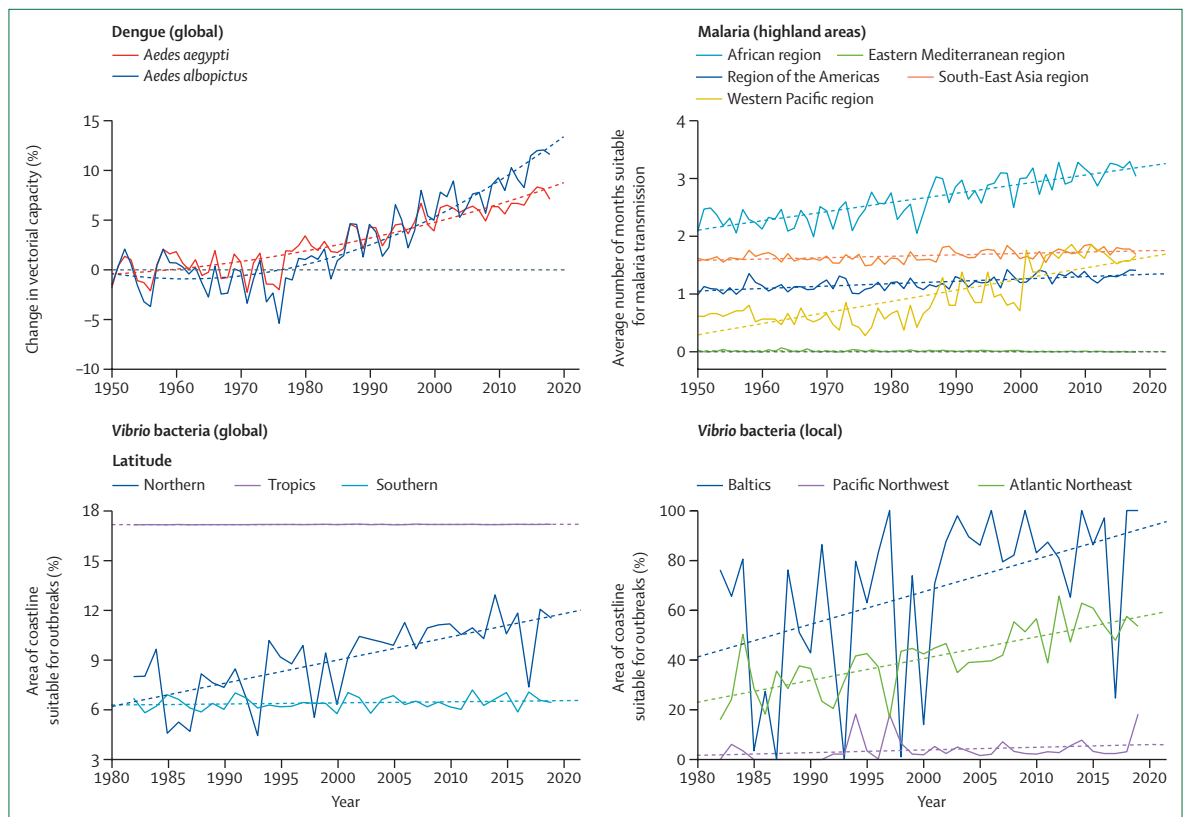 Dengue (global)
Aedes aegypti
Aedes albopictus
Change in vectorial capacity (%)
15
10
5
0
–5
–10
1950 1960 1970 1980 1990 2000 2010 2020
Malaria (highland areas)
African region Eastern Mediterranean region
Region of the Americas South-East Asia region
Western Pacific region
Average number of months suitable
for malaria transmission
4
3
2
1
0
1950 1960 1970 1980 1990 2000 2010 2020
Vibrio bacteria (global)
Latitude
Northern Tropics Southern
Area of coastline
suitable for outbreaks (%)
18
15
12
9
6
3
1980 1985 1990 1995 2000 2005 2010 2015 2020
Year
Vibrio bacteria (local)
Baltics Pacific Northwest Atlantic Northeast
Area of coastline
suitable for outbreaks (%)
100
80
60
40
20
0
1980 1985 1990 1995 2000 2005 2010 2015 2020
Year